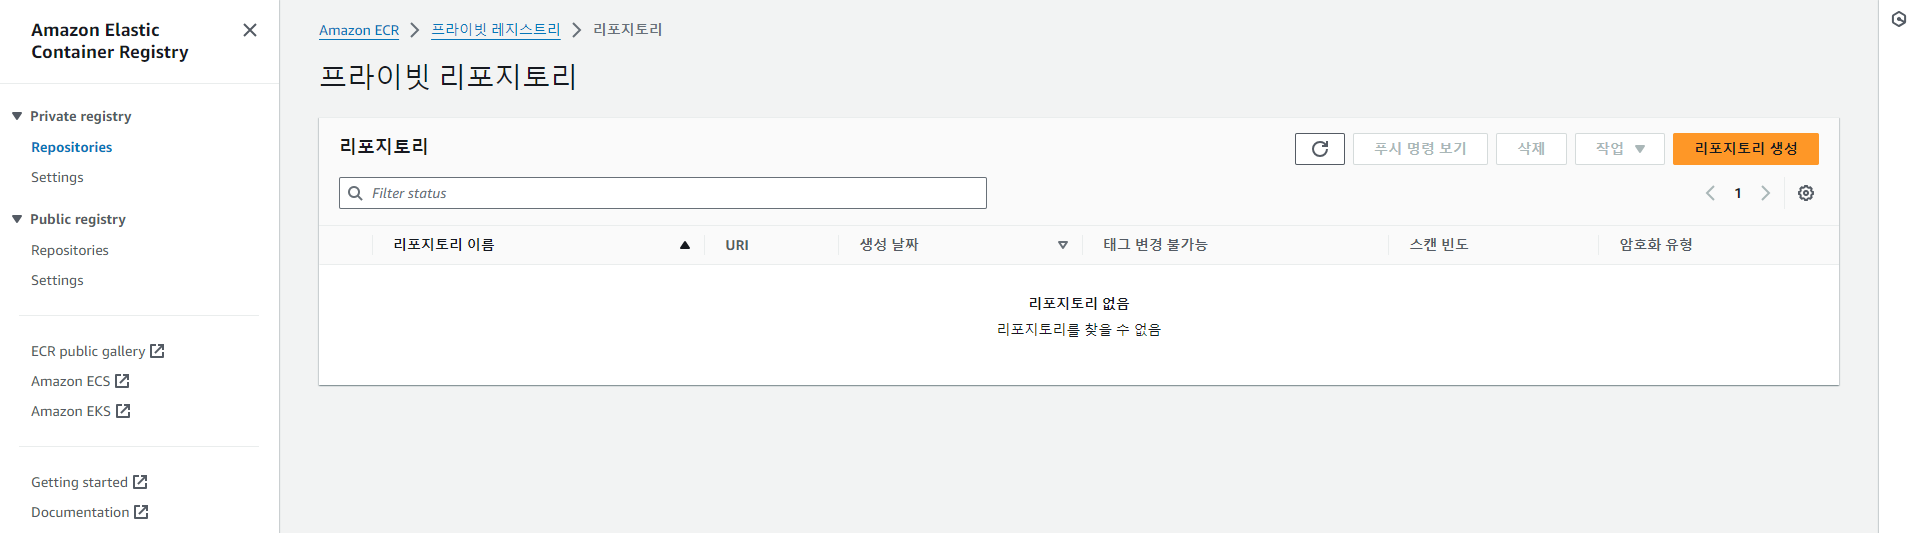 Amazon Elastic
Container Registry
Private registry
Repositories
Settings
Public registry
Repositories
Settings
ECR public gallery
Amazon ECS
Amazon EKS
Getting started
Documentation
Amazon ECR 프라이빗 레지스트리 리포지토리
프라이빗 리포지토리
리포지토리 푸시 명령 보기 삭제 작업 리포지토리 생성
Filter status 1
리포지토리 이름 URI 생성 날짜 태그 변경 불가능 스캔 빈도 암호화 유형
리포지토리 없음
리포지토리를 찾을 수 없음